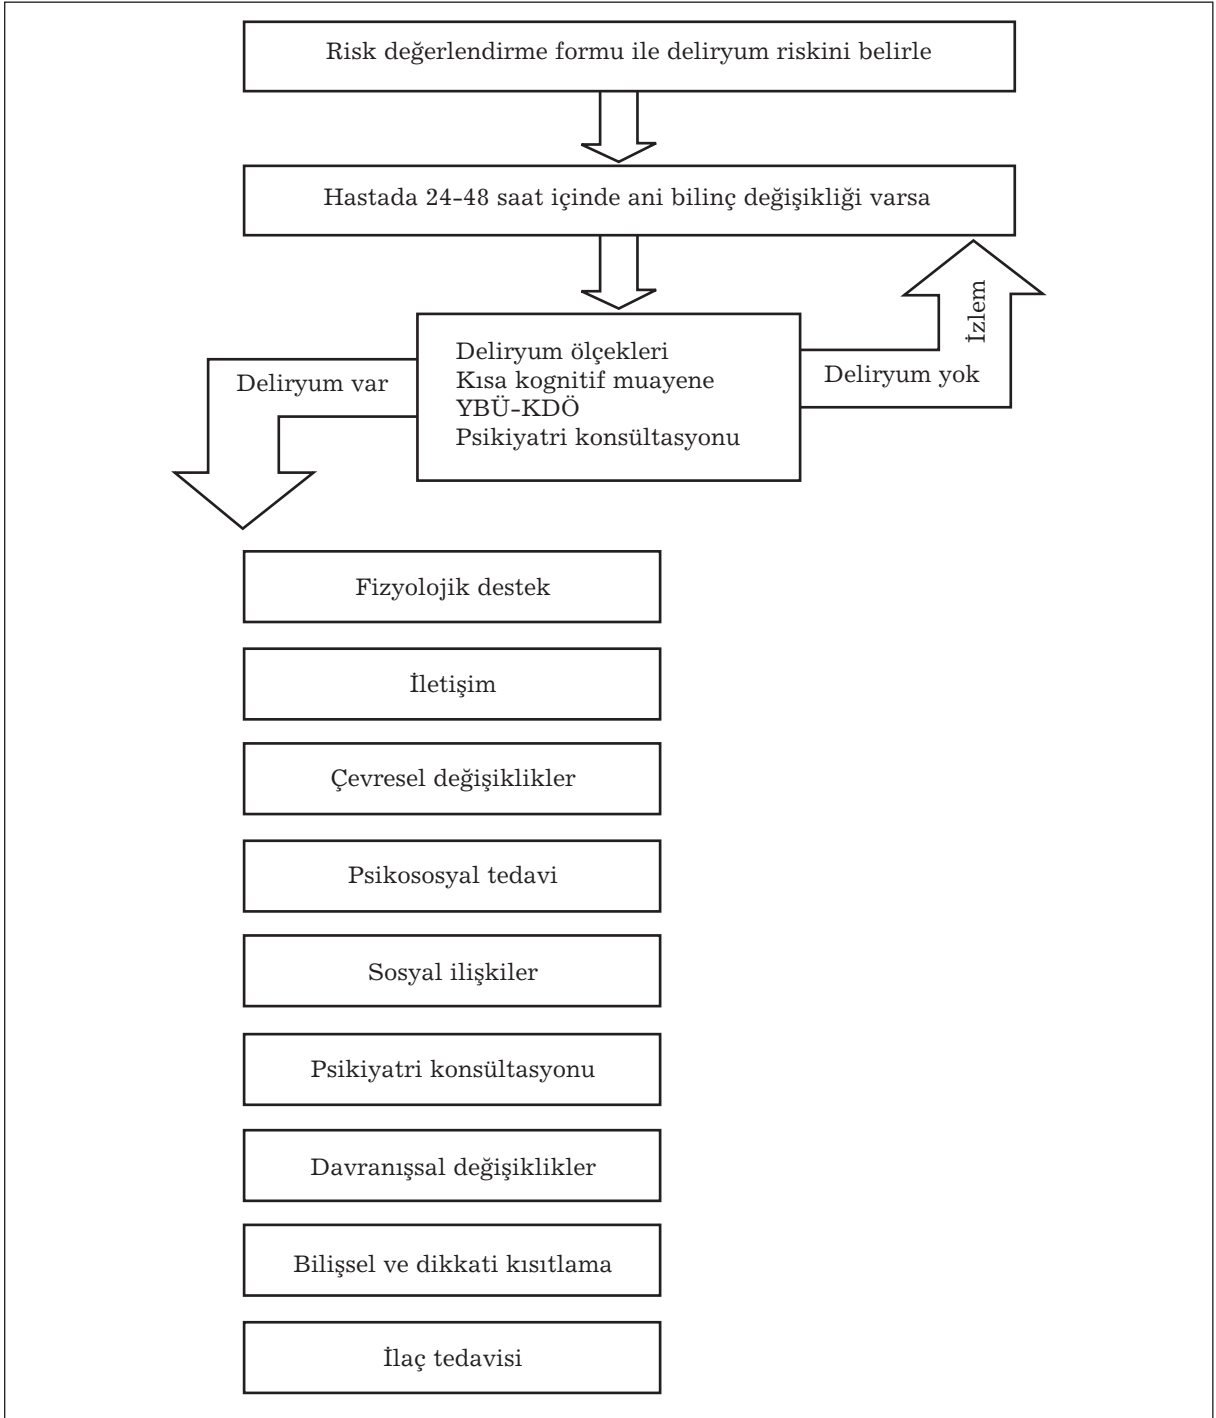 Risk değerlendirme formu ile deliryum riskini belirle
Hastada 24-48 saat içinde ani bilinç değişikliği varsa
İzlem
Deliryum ölçekleri
Kısa kognitif muayene
YBÜ-KDÖ
Psikiyatri konsültasyonu
Deliryum var
Deliryum yok
Fizyolojik destek
İletişim
Çevresel değişiklikler
Psikososyal tedavi
Sosyal ilişkiler
Psikiyatri konsültasyonu
Davranışsal değişiklikler
Bilişsel ve dikkati kısıtlama
İlaç tedavisi